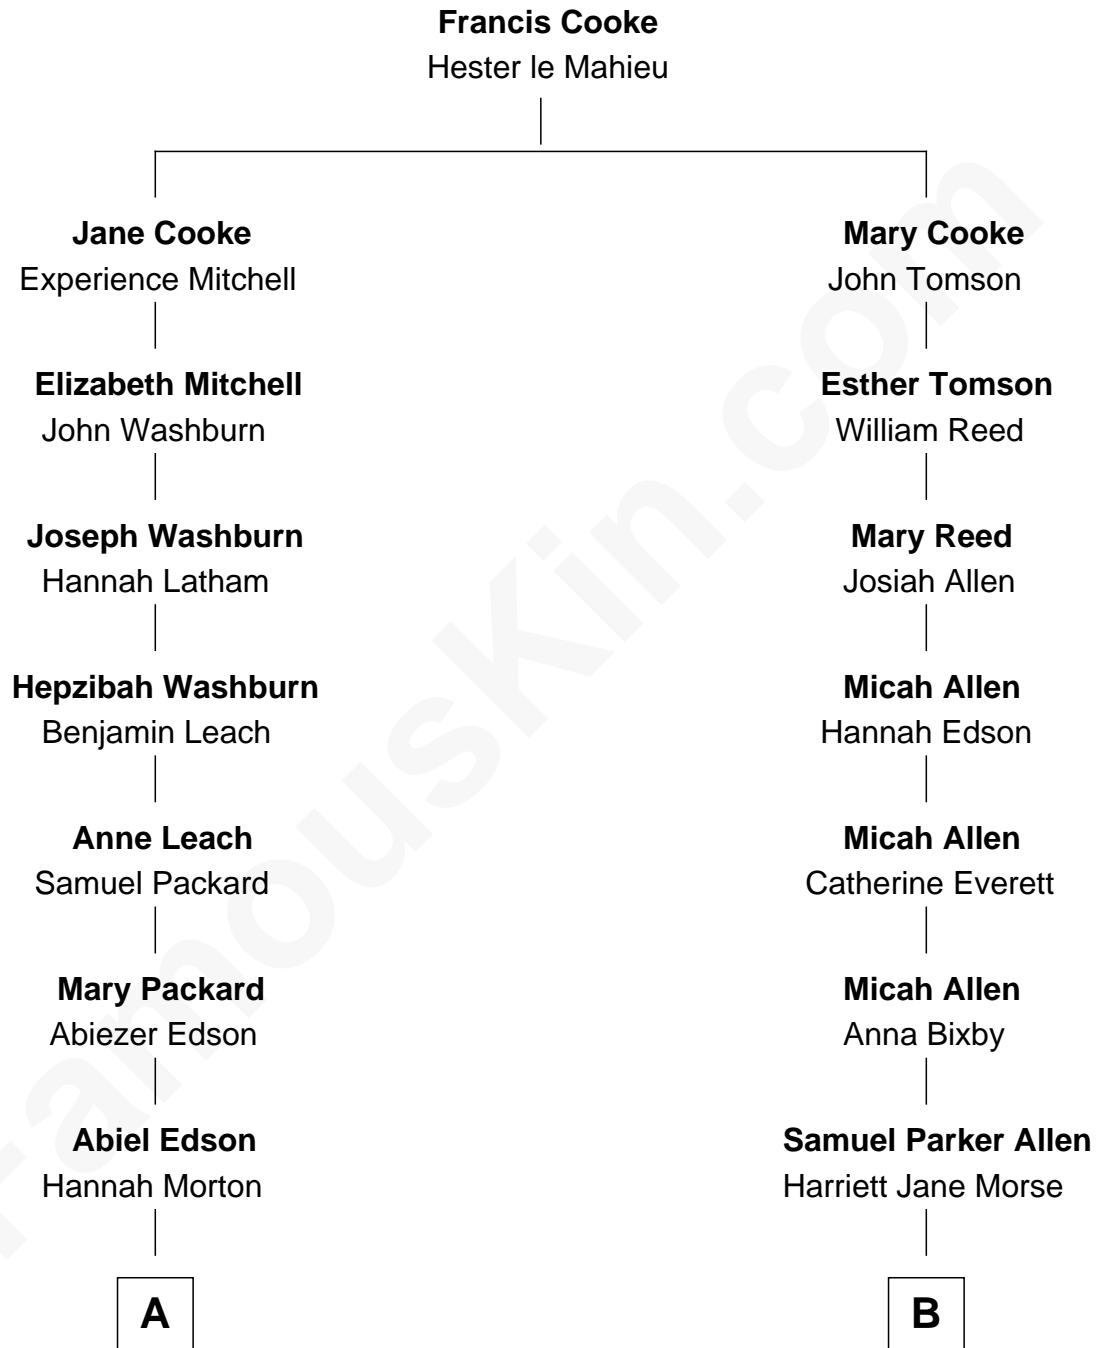 Francis Cooke
Hester le Mahieu
Jane Cooke
Experience Mitchell
Mary Cooke
John Tomson
Elizabeth Mitchell
John Washburn
Esther Tomson
William Reed
Joseph Washburn
Hannah Latham
Mary Reed
Josiah Allen
Hepzibah Washburn
Benjamin Leach
Micah Allen
Hannah Edson
Anne Leach
Samuel Packard
Micah Allen
Catherine Everett
Mary Packard
Abiezer Edson
Micah Allen
Anna Bixby
Abiel Edson
Hannah Morton
Samuel Parker Allen
Harriett Jane Morse
A
B
FamousKin.com